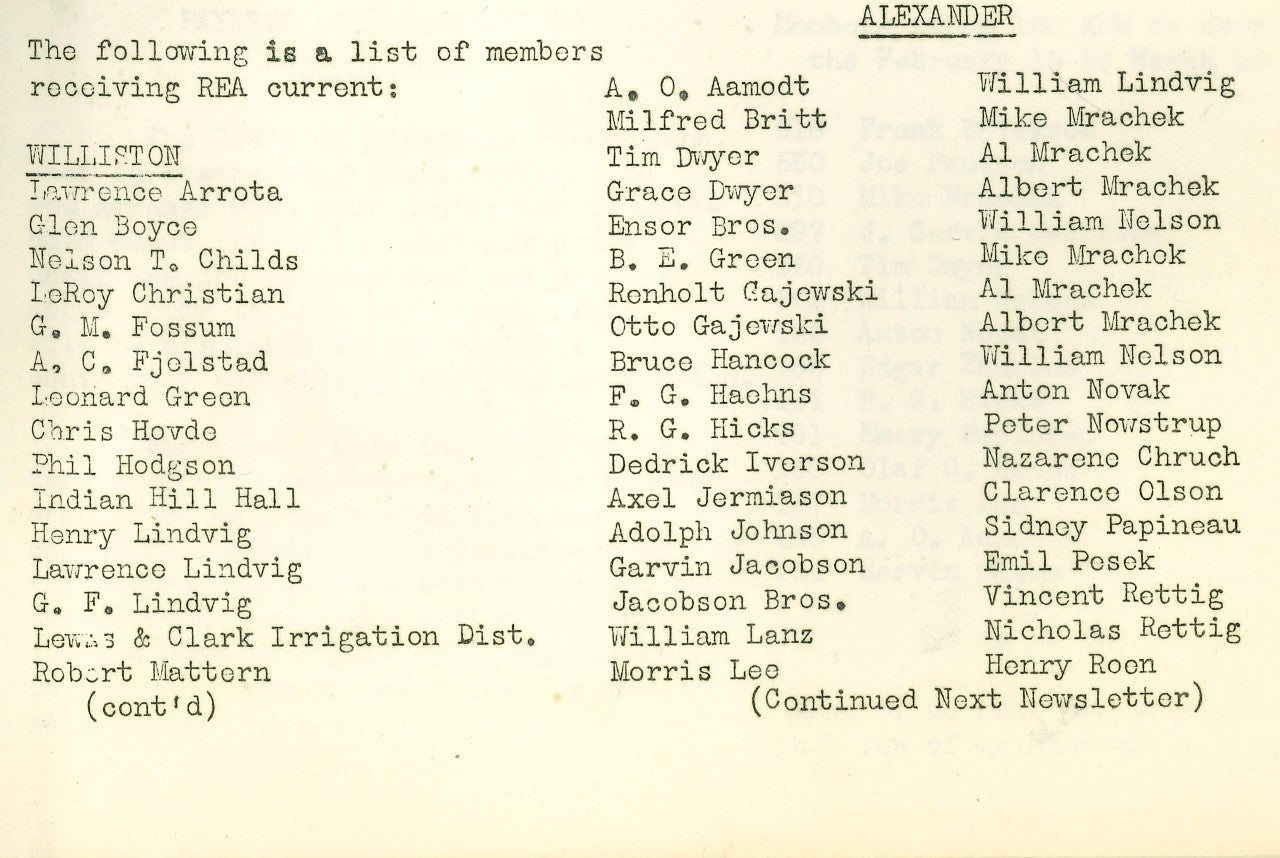 The following is a list of members
receiving REA current:
WILLISTON
Lawrence Arrota
Glen Boyce
Nelson T. Childs
LeRoy Christian
G. M. Fossum
A. C. Fjelstad
Leonard Green
Chris Hovde
Phil Hodgson
Indian Hill Hall
Henry Lindvig
Lawrence Lindvig
G. F. Lindvig
Lewis & Clark Irrigation Dist.
Robert Mattern
(cont'd)
ALEXANDER
A. O. Aamodt
Milfred Britt
Tim Dwyer
Grace Dwyer
Ensor Bros.
B. E. Green
Renholt Gajewski
Otto Gajewski
Bruce Hancock
F. G. Haehns
R. G. Hicks
Dedrick Iverson
Axel Jermiason
Adolph Johnson
Garvin Jacobson
Jacobson Bros.
William Lanz
Morris Lee
William Lindvig
Mike Mrachek
Al Mrachek
Albert Mrachek
William Nelson
Mike Mrachek
Al Mrachek
Albert Mrachek
William Nelson
Anton Novak
Peter Nowstrup
Nazarene Chruch
Clarence Olson
Sidney Papineau
Emil Pesek
Vincent Rettig
Nicholas Rettig
Henry Roen
(Continued Next Newsletter)